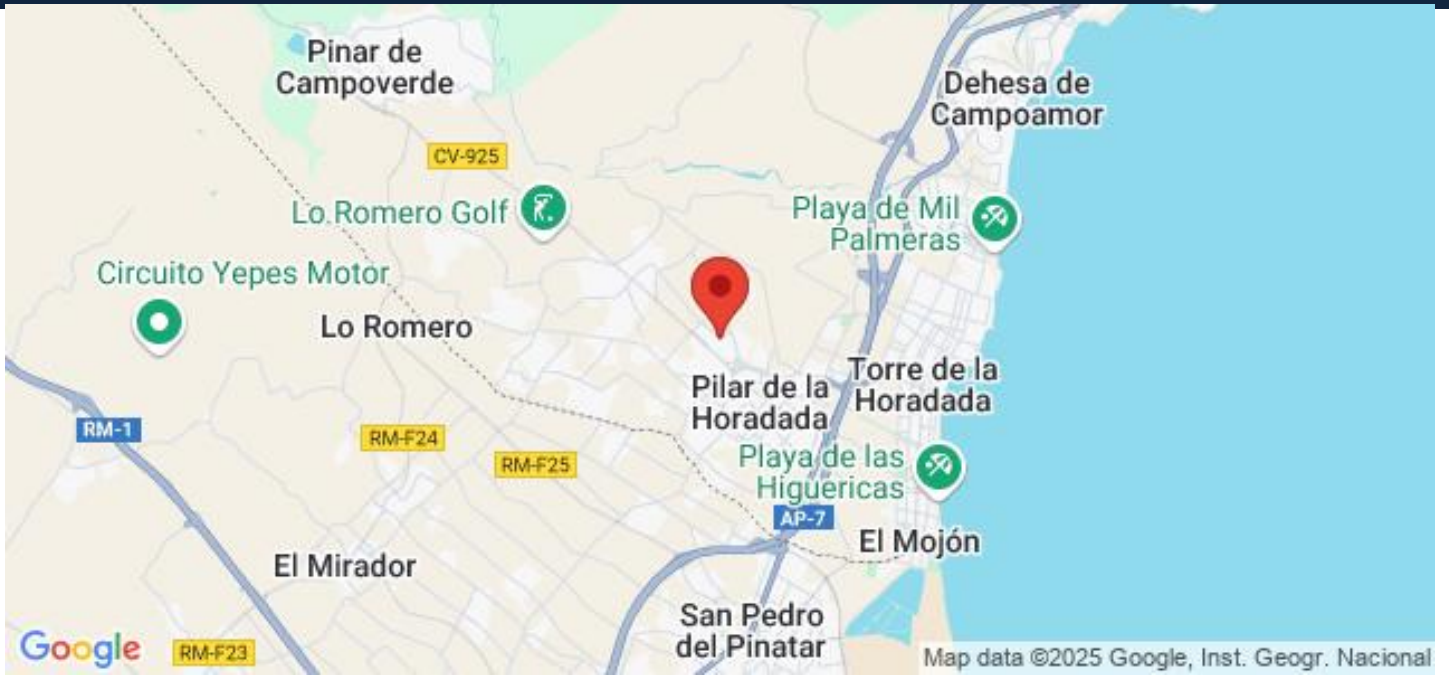 Pinar de
Campoverde
Dehesa de
Campoamor
CV-925
Lo Romero Golf
Playa de Mil
Palmeras
Circuito Yepes Motor
Lo Romero
Pilar de la
Horadada
Torre de la
Horadada
RM-1
RM-F24
RM-F25
Playa de las
Higuericas
AP-7
El Mojón
El Mirador
San Pedro
del Pinatar
Google
RM-F23
Map data ©2025 Google, Inst. Geogr. Nacional